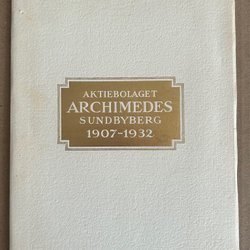 AKTIEBOLAGET
ARCHIMEDES
SUNDBYBERG
1907-1932